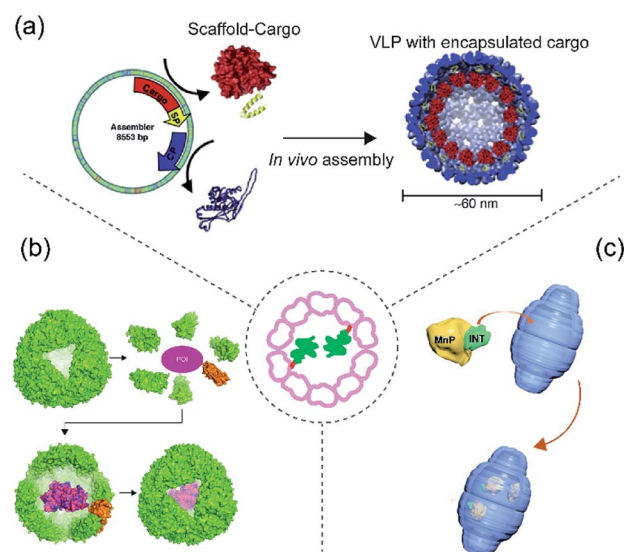 (a)
Scaffold-Cargo
VLP with encapsulated cargo
Cargo
SP
CP
Assembler
8553 bp
In vivo assembly
~60 nm
(b)
(c)
POI
MnP
INT